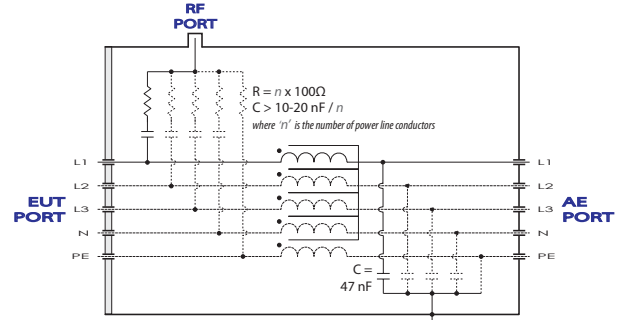 RF
PORT
R = n x 100Ω
C > 10-20 nF / n
where 'n' is the number of power line conductors
L1
L1
L2
L2
EUT
PORT
L3
L3
AE
PORT
N
N
PE
PE
C =
47 nF